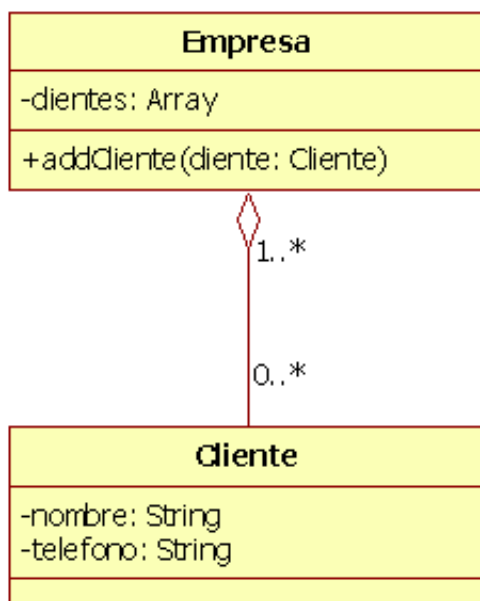 Empresa
-clientes: Array
+addCliente(cliente: Cliente)
1..*
0..*
Cliente
-nombre: String
-telefono: String